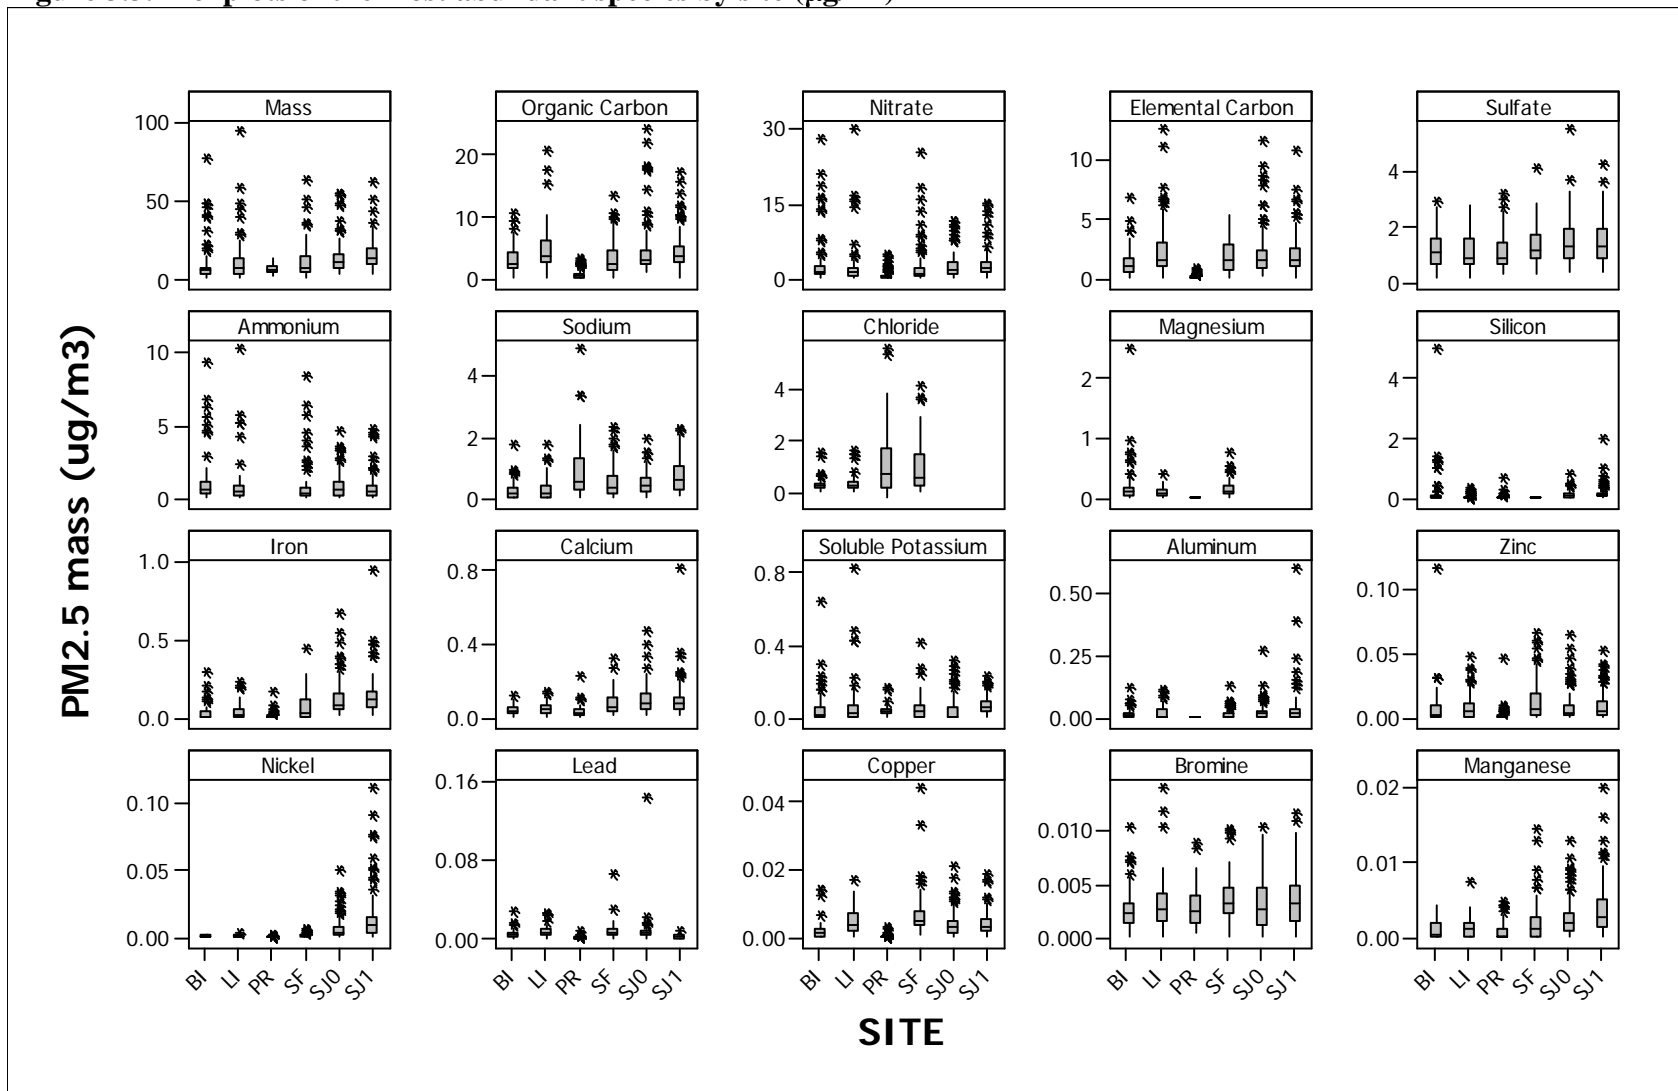 Mass Organic Carbon Nitrate Elemental Carbon Sulfate
100 50 0
20 10 0
30 15 0
10 5 0
4 2 0
Ammonium Sodium Chloride Magnesium Silicon
10 5 0
4 2 0
4 2 0
2 1 0
4 2 0
Iron Calcium Soluble Potassium Aluminum Zinc
1.0 0.5 0.0
0.8 0.4 0.0
0.8 0.4 0.0
0.50 0.25 0.00
0.10 0.05 0.00
Nickel Lead Copper Bromine Manganese
0.10 0.05 0.00
0.16 0.08 0.00
0.04 0.02 0.00
0.010 0.005 0.000
0.02 0.01 0.00
BI LI PR SF SJ0 SJ1
BI LI PR SF SJ0 SJ1
BI LI PR SF SJ0 SJ1
BI LI PR SF SJ0 SJ1
BI LI PR SF SJ0 SJ1
PM2.5 mass (ug/m3)
SITE